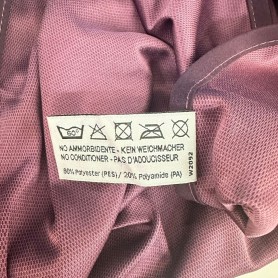 NO AMMORBIDENTE - KEIN WEICHMACHER
NO CONDITIONER - PAS D'ADOUCISSEUR
80% Polyester (PES) / 20% Polyamide (PA)
W2092